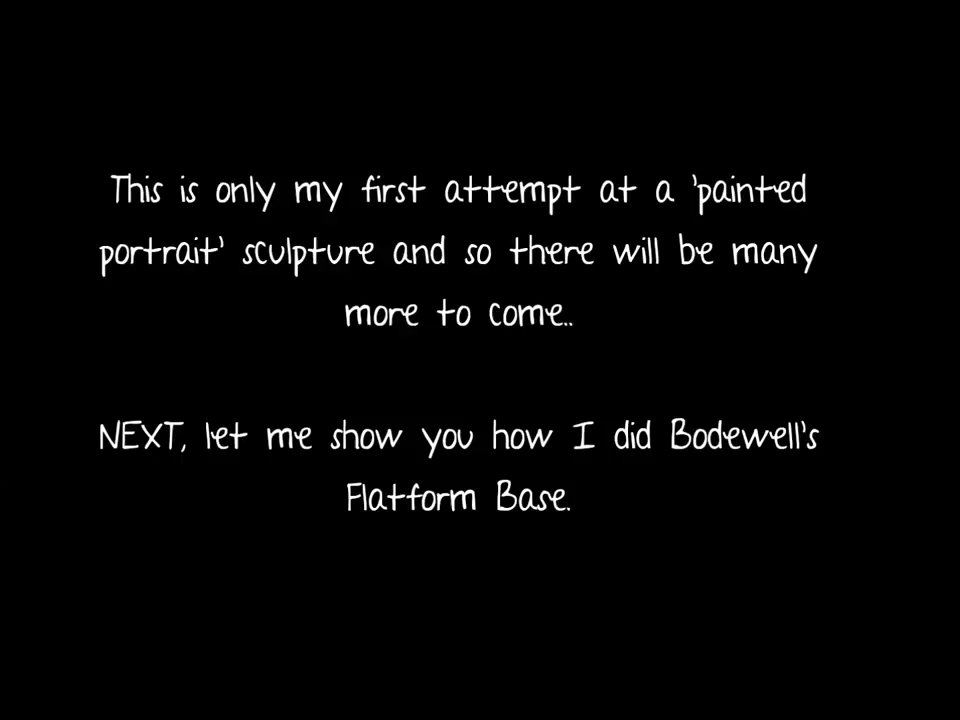 This is only my first attempt at a 'painted
portrait' sculpture and so there will be many
more to come..
NEXT, let me show you how I did Bodewell's
Flatform Base.